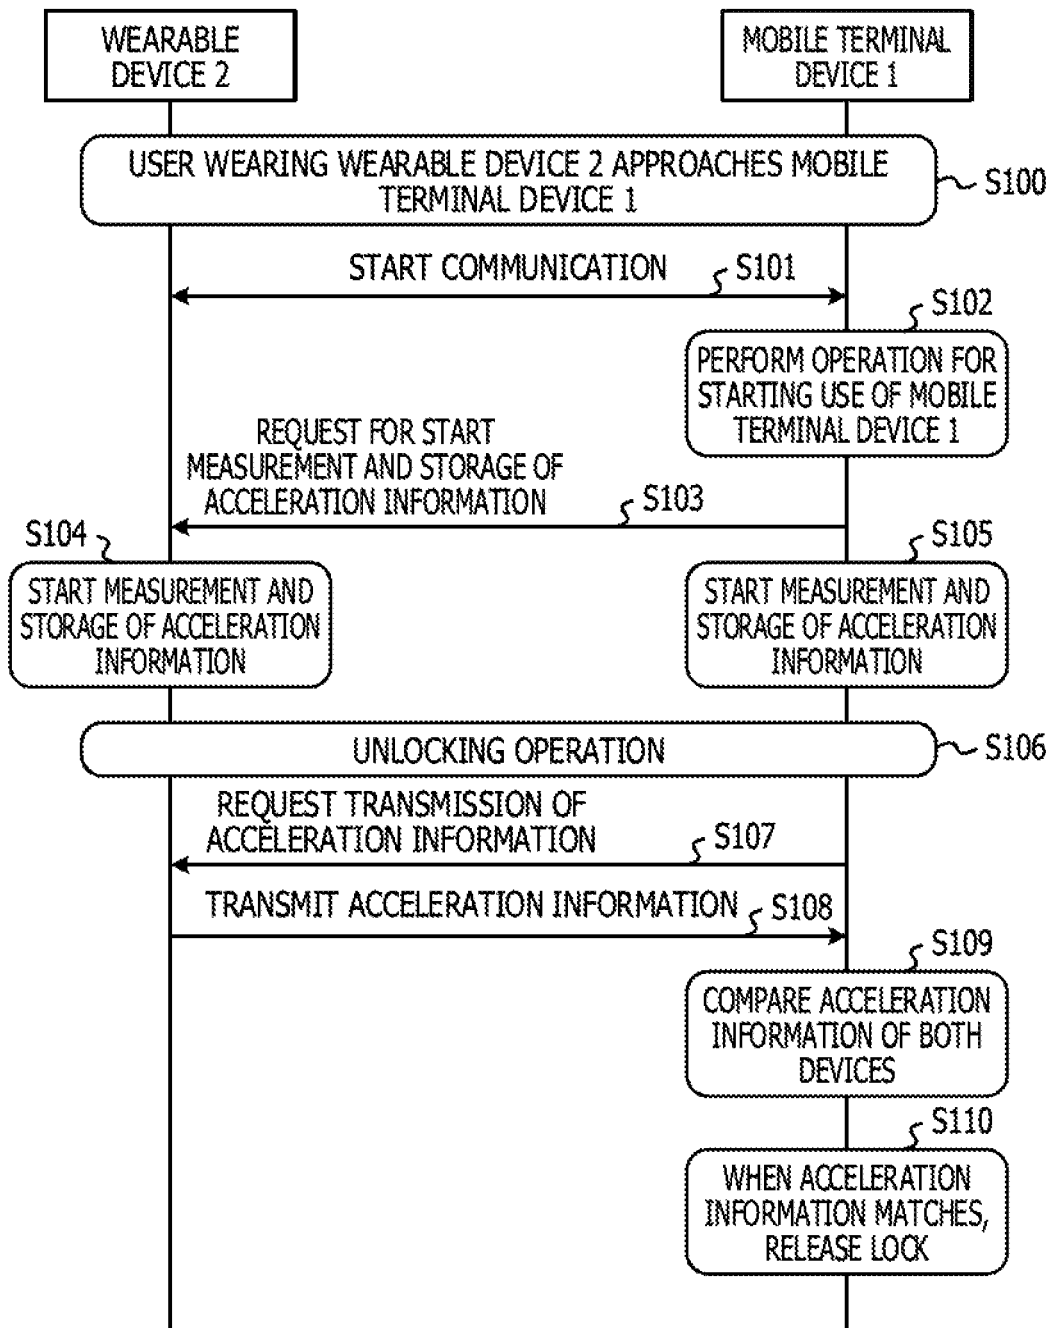 WEARABLE
DEVICE 2
MOBILE TERMINAL
DEVICE 1
USER WEARING WEARABLE DEVICE 2 APPROACHES MOBILE
TERMINAL DEVICE 1
S100
START COMMUNICATION
S101
S102
PERFORM OPERATION FOR
STARTING USE OF MOBILE
TERMINAL DEVICE 1
REQUEST FOR START
MEASUREMENT AND STORAGE OF
ACCELERATION INFORMATION
S103
S104
START MEASUREMENT AND
STORAGE OF ACCELERATION
INFORMATION
S105
START MEASUREMENT AND
STORAGE OF ACCELERATION
INFORMATION
UNLOCKING OPERATION
S106
REQUEST TRANSMISSION OF
ACCELERATION INFORMATION
S107
TRANSMIT ACCELERATION INFORMATION
S108
S109
COMPARE ACCELERATION
INFORMATION OF BOTH
DEVICES
S110
WHEN ACCELERATION
INFORMATION MATCHES,
RELEASE LOCK